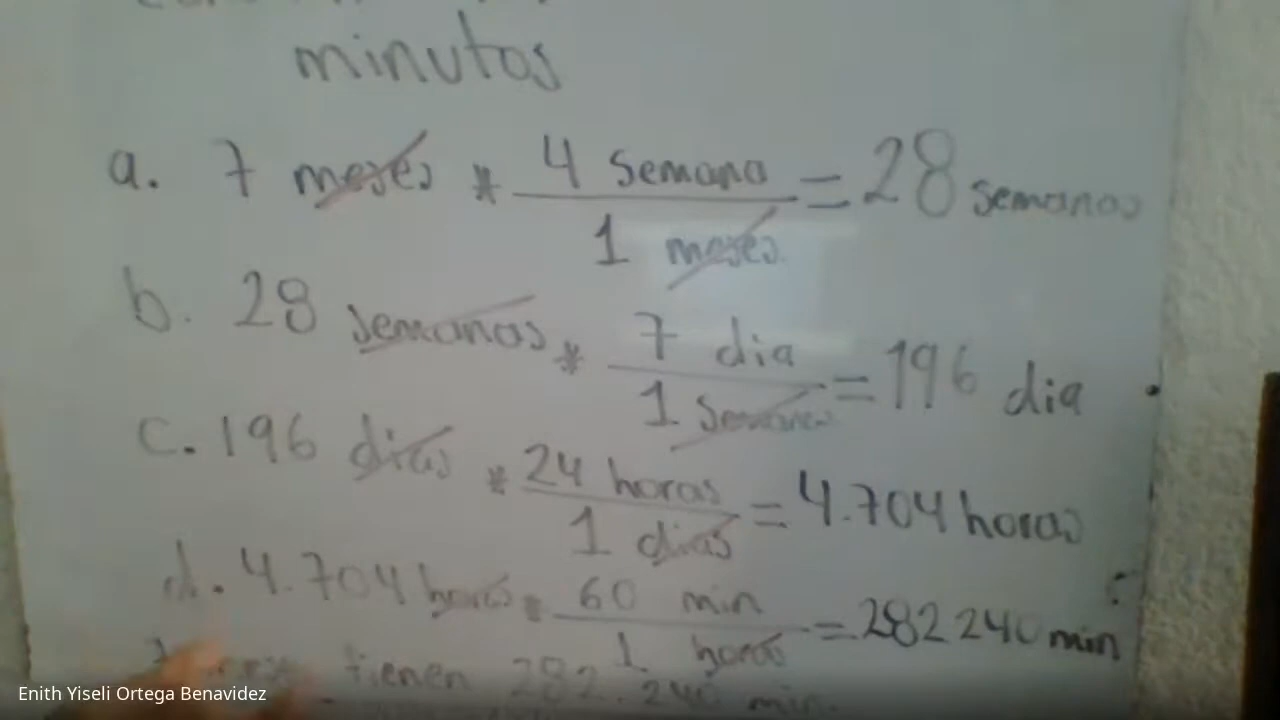 minutos
a. 7 meses * 4 Semana / 1 meses = 28 semanas
b. 28 semanas * 7 dia / 1 Semanas = 196 dia
c. 196 dias * 24 horas / 1 dias = 4.704 horas
d. 4.704 horas * 60 min / 1 horas = 282 240 min
tienen 282.240 min.
Enith Yiseli Ortega Benavidez